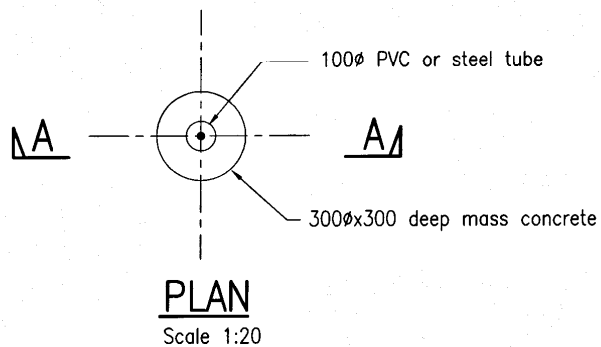 100ø PVC or steel tube
A A
300øx300 deep mass concrete
PLAN
Scale 1:20